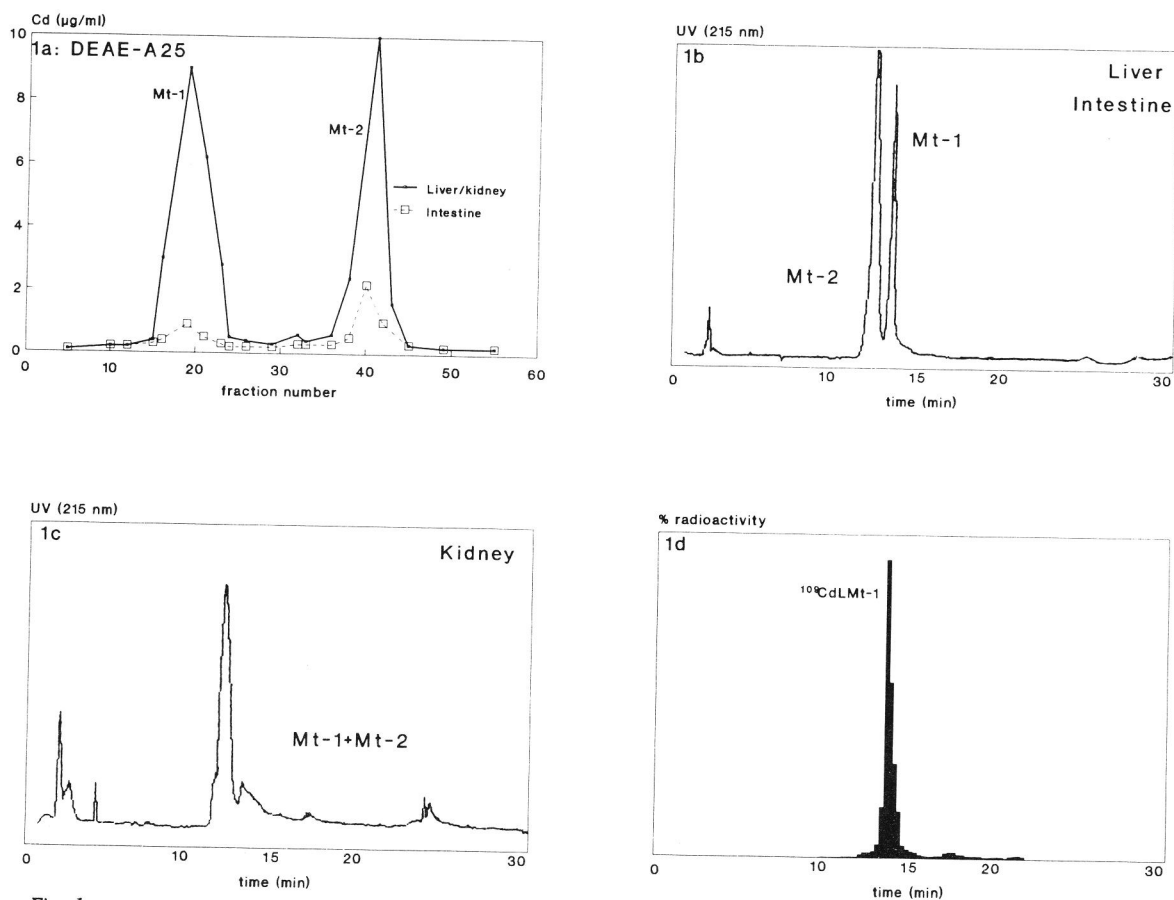 Cd (µg/ml)
1a: DEAE-A25
10
8
6
4
2
0
Mt-1
Mt-2
Liver/kidney
Intestine
0 10 20 30 40 50 60
fraction number
UV (215 nm)
1b
Liver
Intestine
Mt-1
Mt-2
0 10 15 20 30
time (min)
UV (215 nm)
1c
Kidney
Mt-1+Mt-2
0 10 15 20 30
time (min)
% radioactivity
1d
¹⁰⁹CdLMt-1
0 10 15 20 30
time (min)